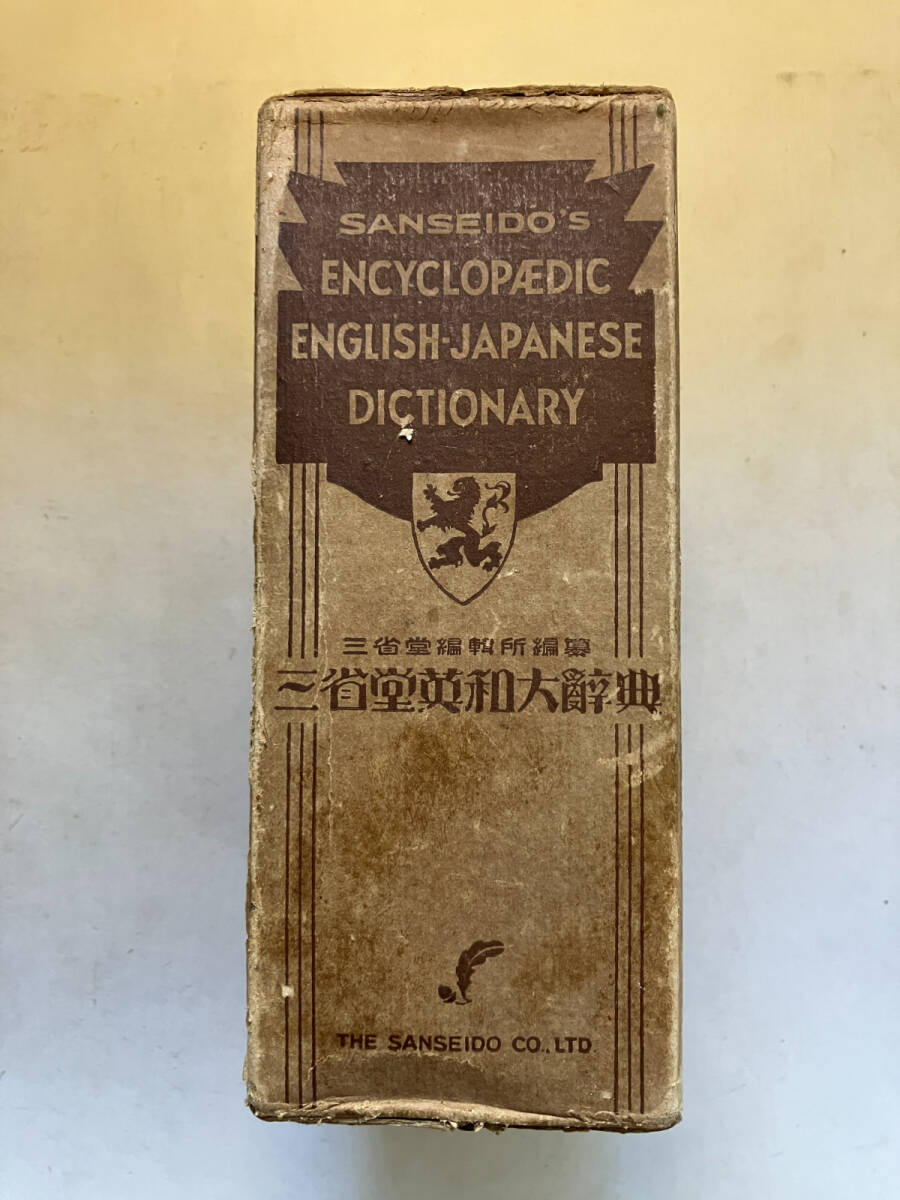 SANSEIDO'S
ENCYCLOPÆDIC
ENGLISH-JAPANESE
DICTIONARY
三省堂編輯所編纂
三省堂英和大辭典
THE SANSEIDO CO., LTD.